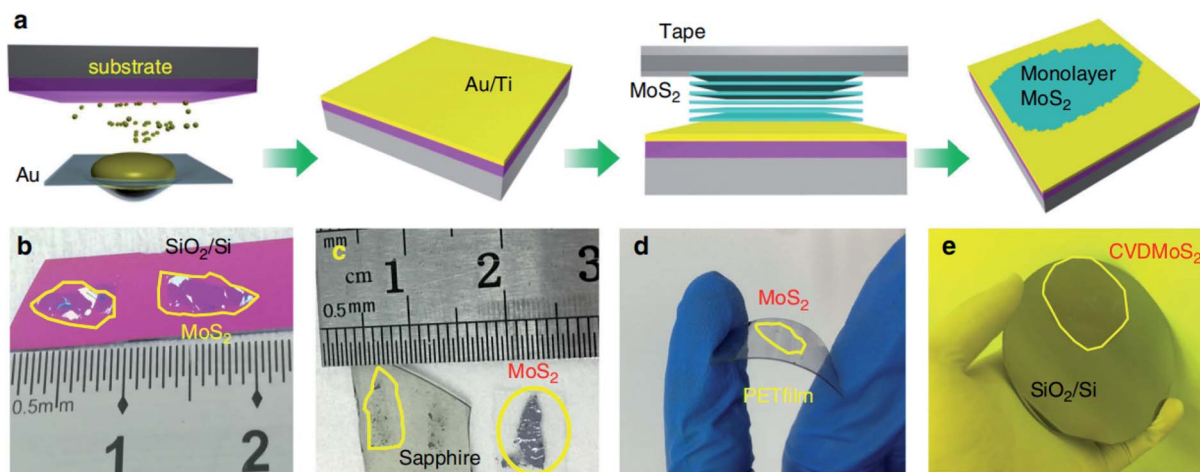 a
substrate
Au
Au/Ti
Tape
MoS₂
Monolayer
MoS₂
b
SiO₂/Si
MoS₂
0.5mm
1
2
c
mm
cm
1
2
3
0.5mm
MoS₂
Sapphire
d
MoS₂
PETfilm
e
CVDMoS₂
SiO₂/Si